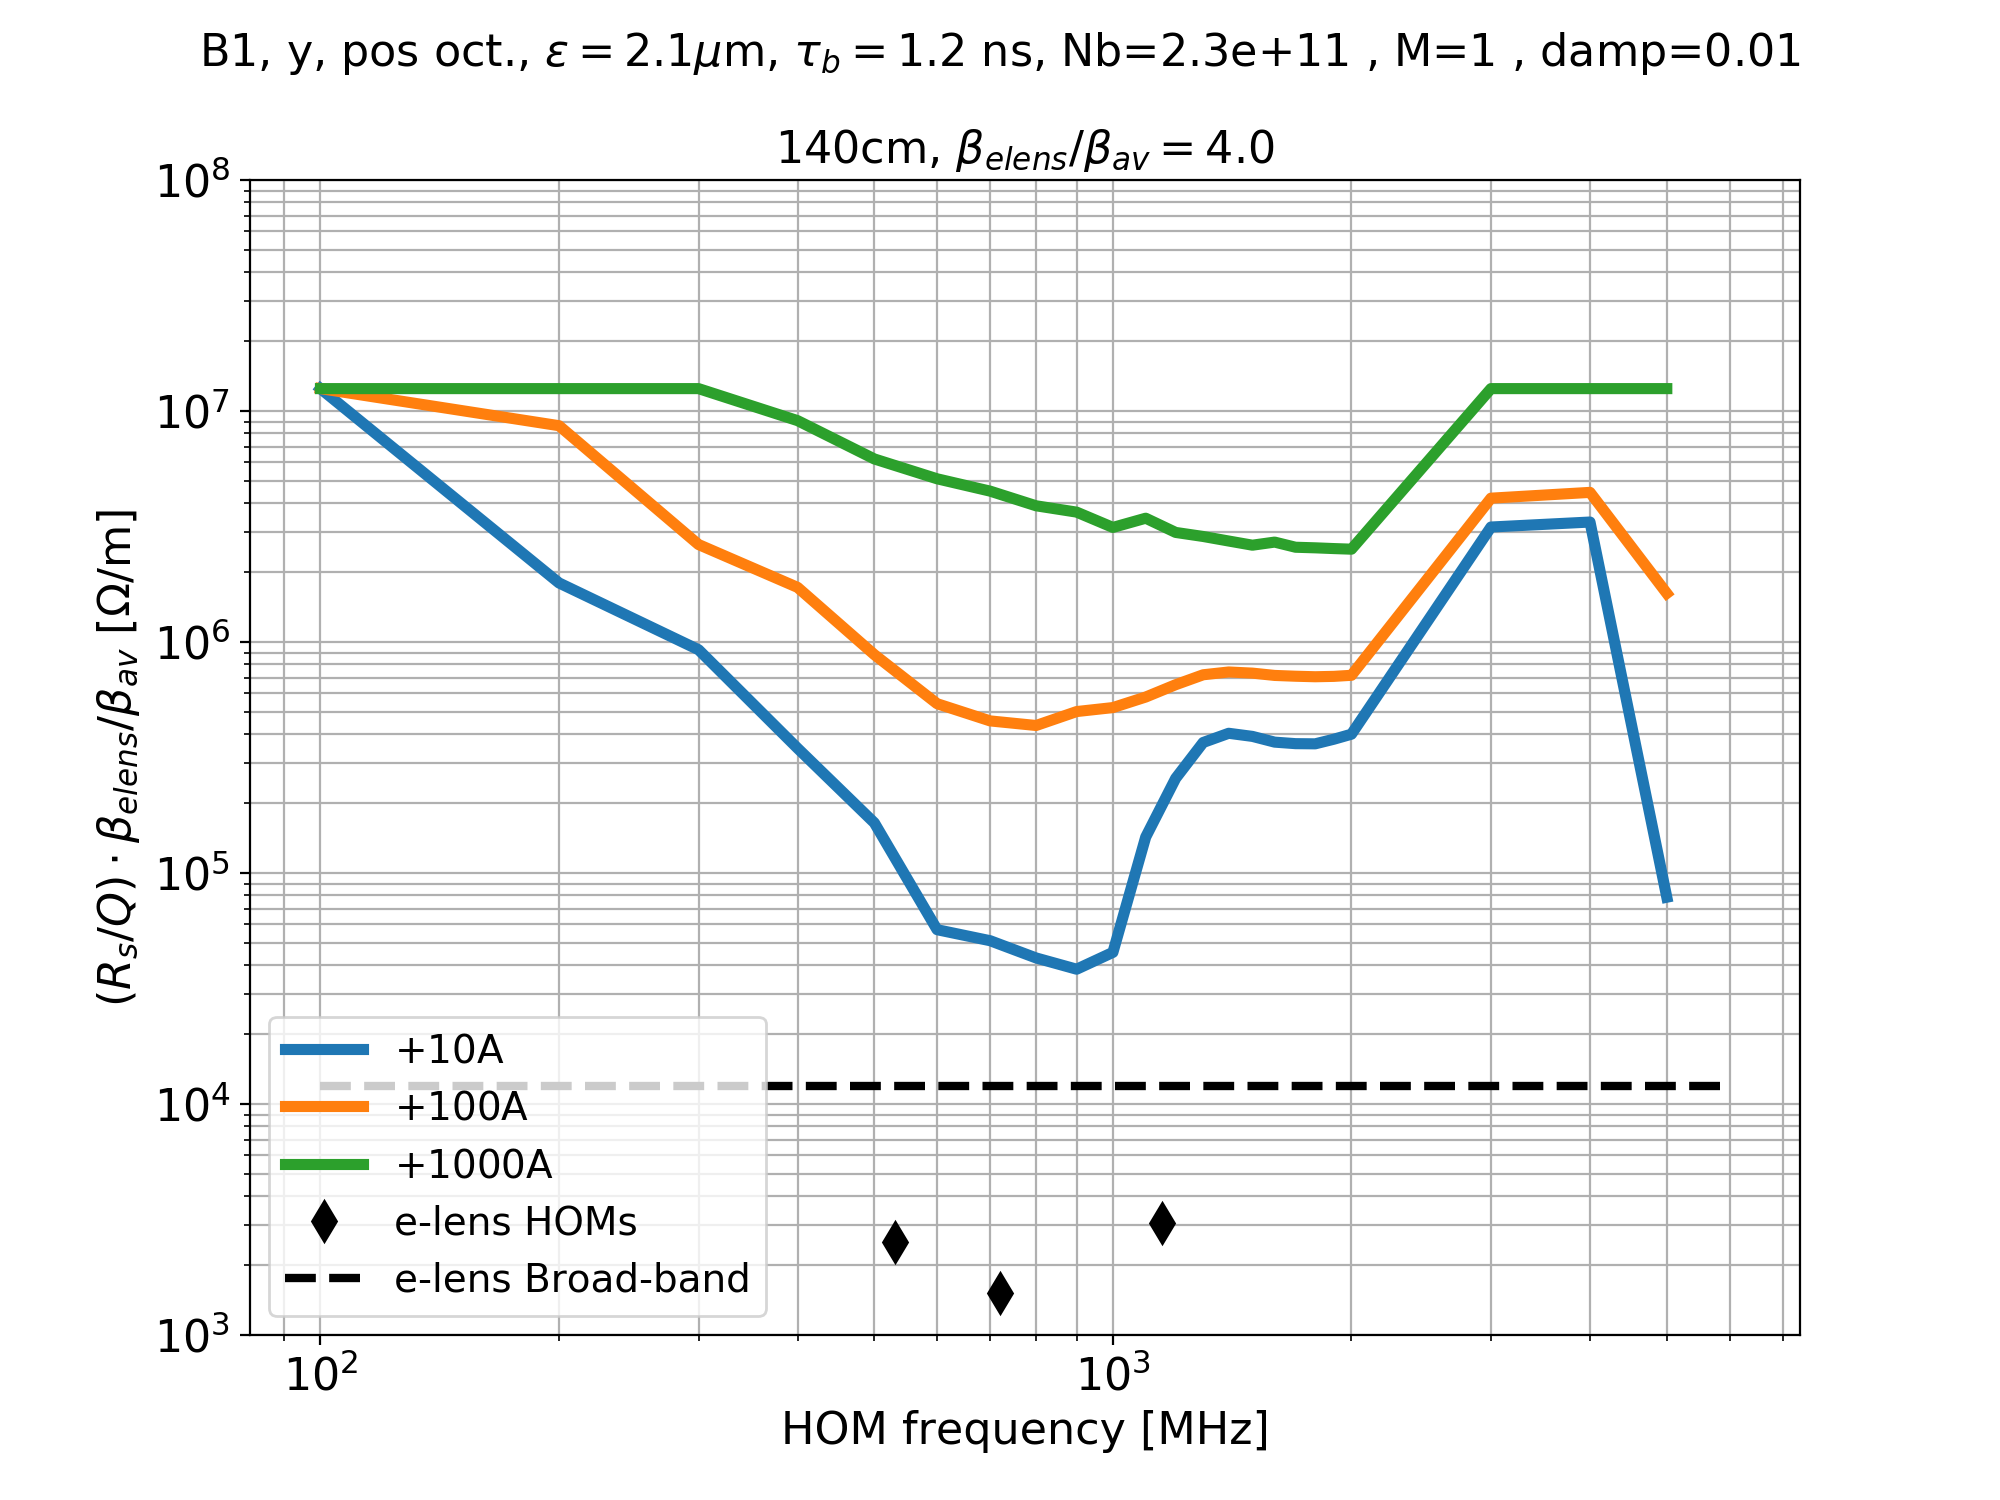 B1, y, pos oct., ε = 2.1μm, τ_b = 1.2 ns, Nb=2.3e+11 , M=1 , damp=0.01
140cm, β_elens/β_av = 4.0
10^8
10^7
10^6
10^5
10^4
10^3
(R_s/Q) · β_elens/β_av [Ω/m]
+10A
+100A
+1000A
e-lens HOMs
e-lens Broad-band
10^2
10^3
HOM frequency [MHz]